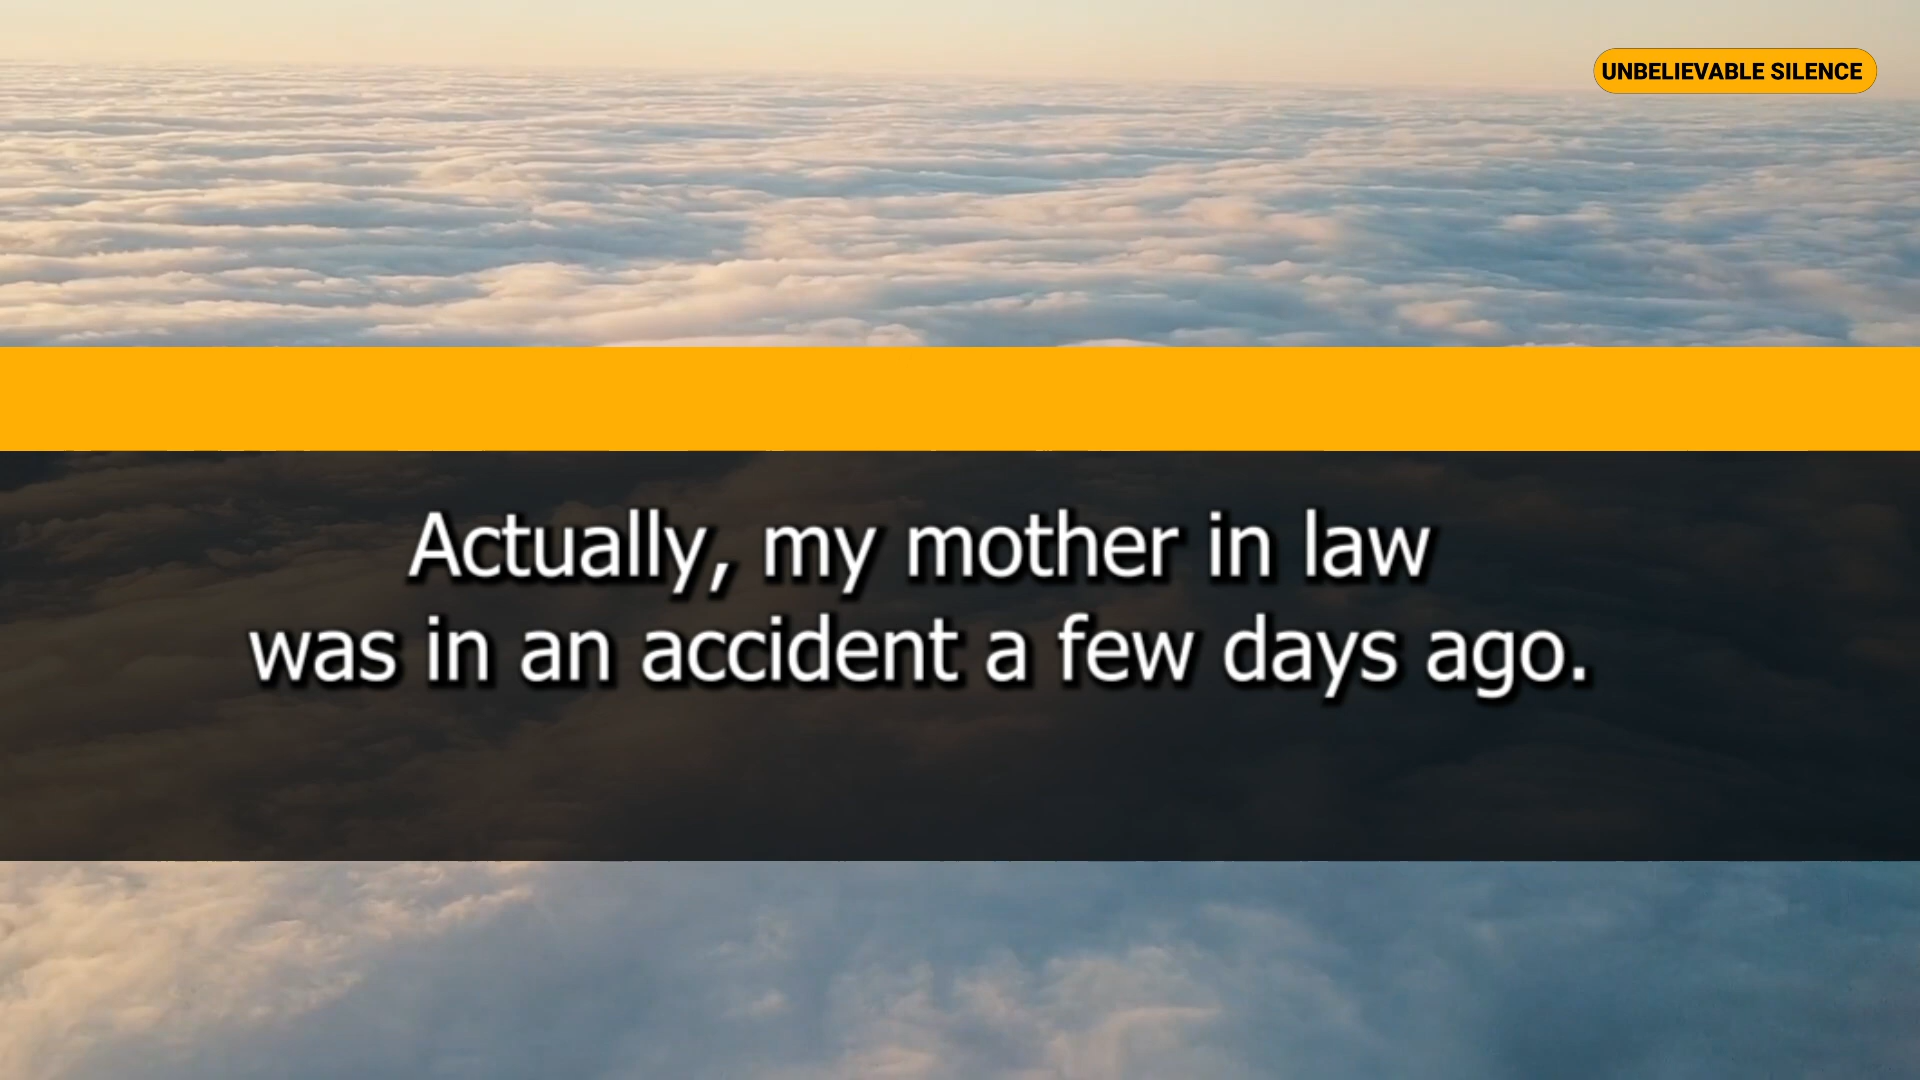 UNBELIEVABLE SILENCE
Actually, my mother in law
was in an accident a few days ago.